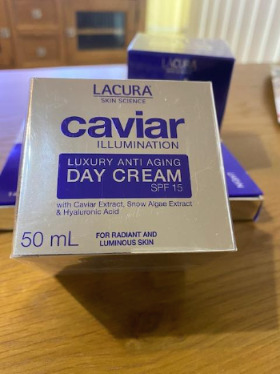 LACURA
LACURA
SKIN SCIENCE
caviar
ILLUMINATION
LUXURY ANTI AGING
DAY CREAM
SPF 15
with Caviar Extract, Snow Algae Extract
& Hyaluronic Acid
50 mL
FOR RADIANT AND
LUMINOUS SKIN